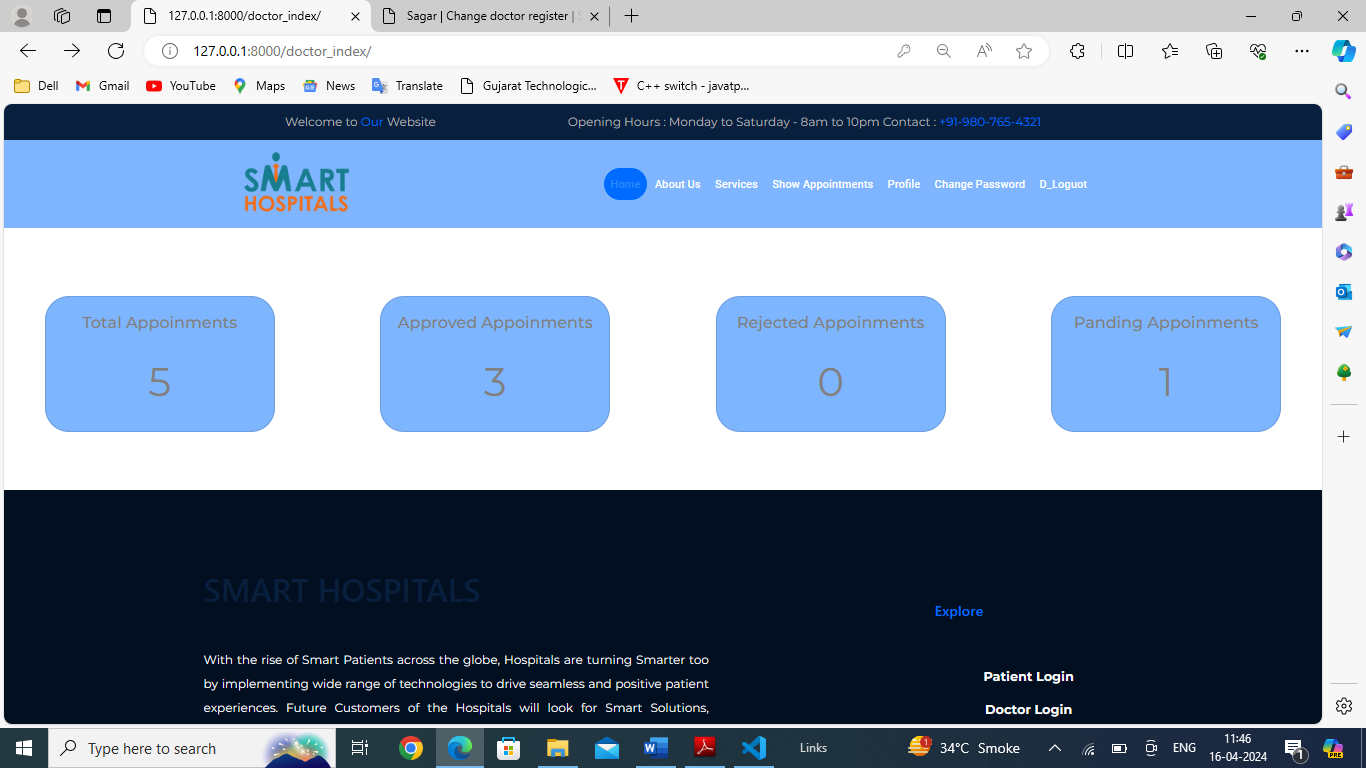 127.0.0.1:8000/doctor_index/
Sagar | Change doctor register |
127.0.0.1:8000/doctor_index/
Dell
Gmail
YouTube
Maps
News
Translate
Gujarat Technologic...
C++ switch - javatp...
Welcome to Our Website
Opening Hours : Monday to Saturday - 8am to 10pm Contact : +91-980-765-4321
SMART
HOSPITALS
Home
About Us
Services
Show Appointments
Profile
Change Password
D_Loguot
Total Appoinments
5
Approved Appoinments
3
Rejected Appoinments
0
Panding Appoinments
1
SMART HOSPITALS
With the rise of Smart Patients across the globe, Hospitals are turning Smarter too
by implementing wide range of technologies to drive seamless and positive patient
experiences. Future Customers of the Hospitals will look for Smart Solutions,
Explore
Patient Login
Doctor Login
Type here to search
Links
1
34°C Smoke
ENG
11:46
16-04-2024
1
PRE